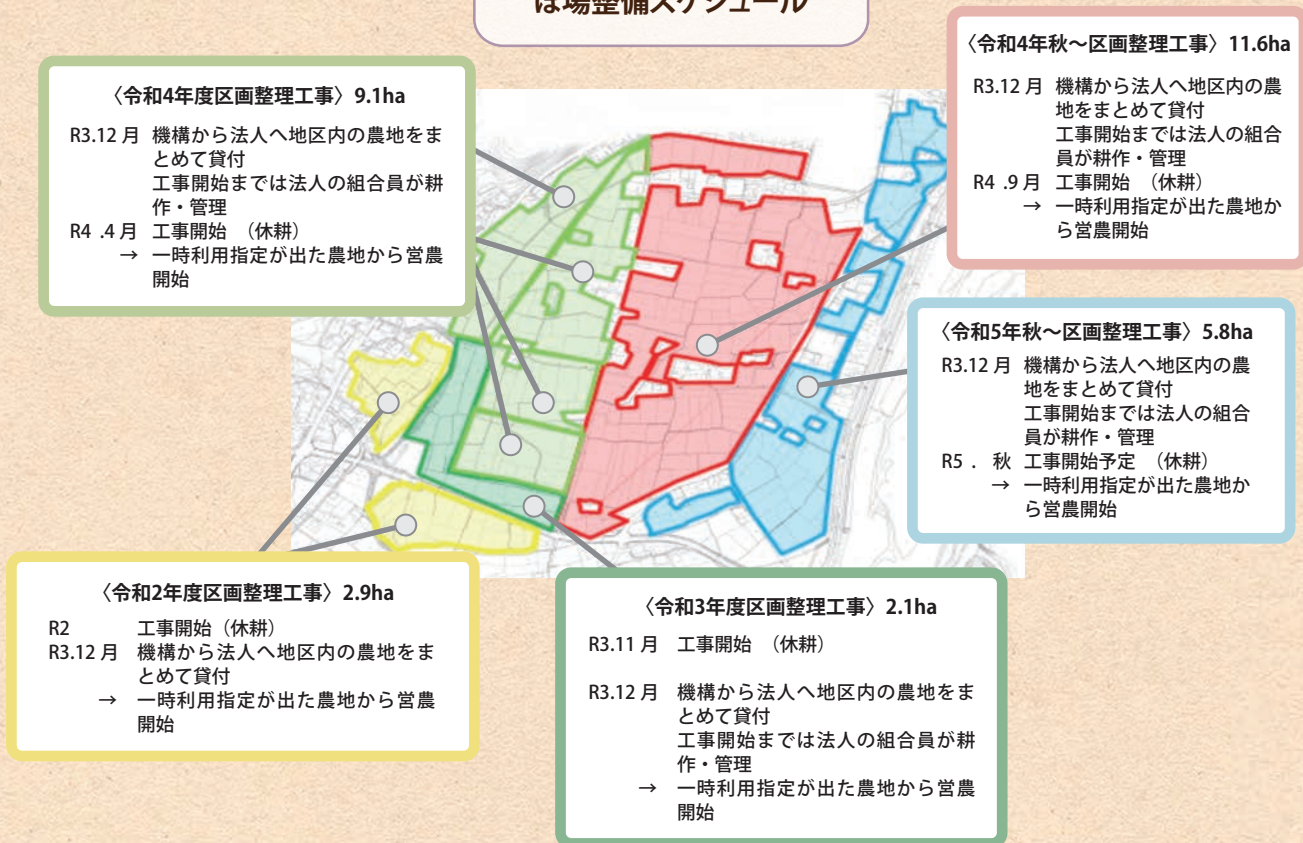 ほ場整備スケジュール
〈令和4年度区画整理工事〉9.1ha
R3.12月 機構から法人へ地区内の農地をま
とめて貸付
工事開始までは法人の組合員が耕
作・管理
R4 .4月 工事開始 （休耕）
→ 一時利用指定が出た農地から営農
開始
〈令和4年秋～区画整理工事〉11.6ha
R3.12月 機構から法人へ地区内の農
地をまとめて貸付
工事開始までは法人の組合
員が耕作・管理
R4 .9月 工事開始 （休耕）
→ 一時利用指定が出た農地か
ら営農開始
〈令和5年秋～区画整理工事〉5.8ha
R3.12月 機構から法人へ地区内の農
地をまとめて貸付
工事開始までは法人の組合
員が耕作・管理
R5 . 秋 工事開始予定 （休耕）
→ 一時利用指定が出た農地か
ら営農開始
〈令和2年度区画整理工事〉2.9ha
R2 工事開始（休耕）
R3.12月 機構から法人へ地区内の農地をま
とめて貸付
→ 一時利用指定が出た農地から営農
開始
〈令和3年度区画整理工事〉2.1ha
R3.11月 工事開始 （休耕）
R3.12月 機構から法人へ地区内の農地をま
とめて貸付
工事開始までは法人の組合員が耕
作・管理
→ 一時利用指定が出た農地から営農
開始